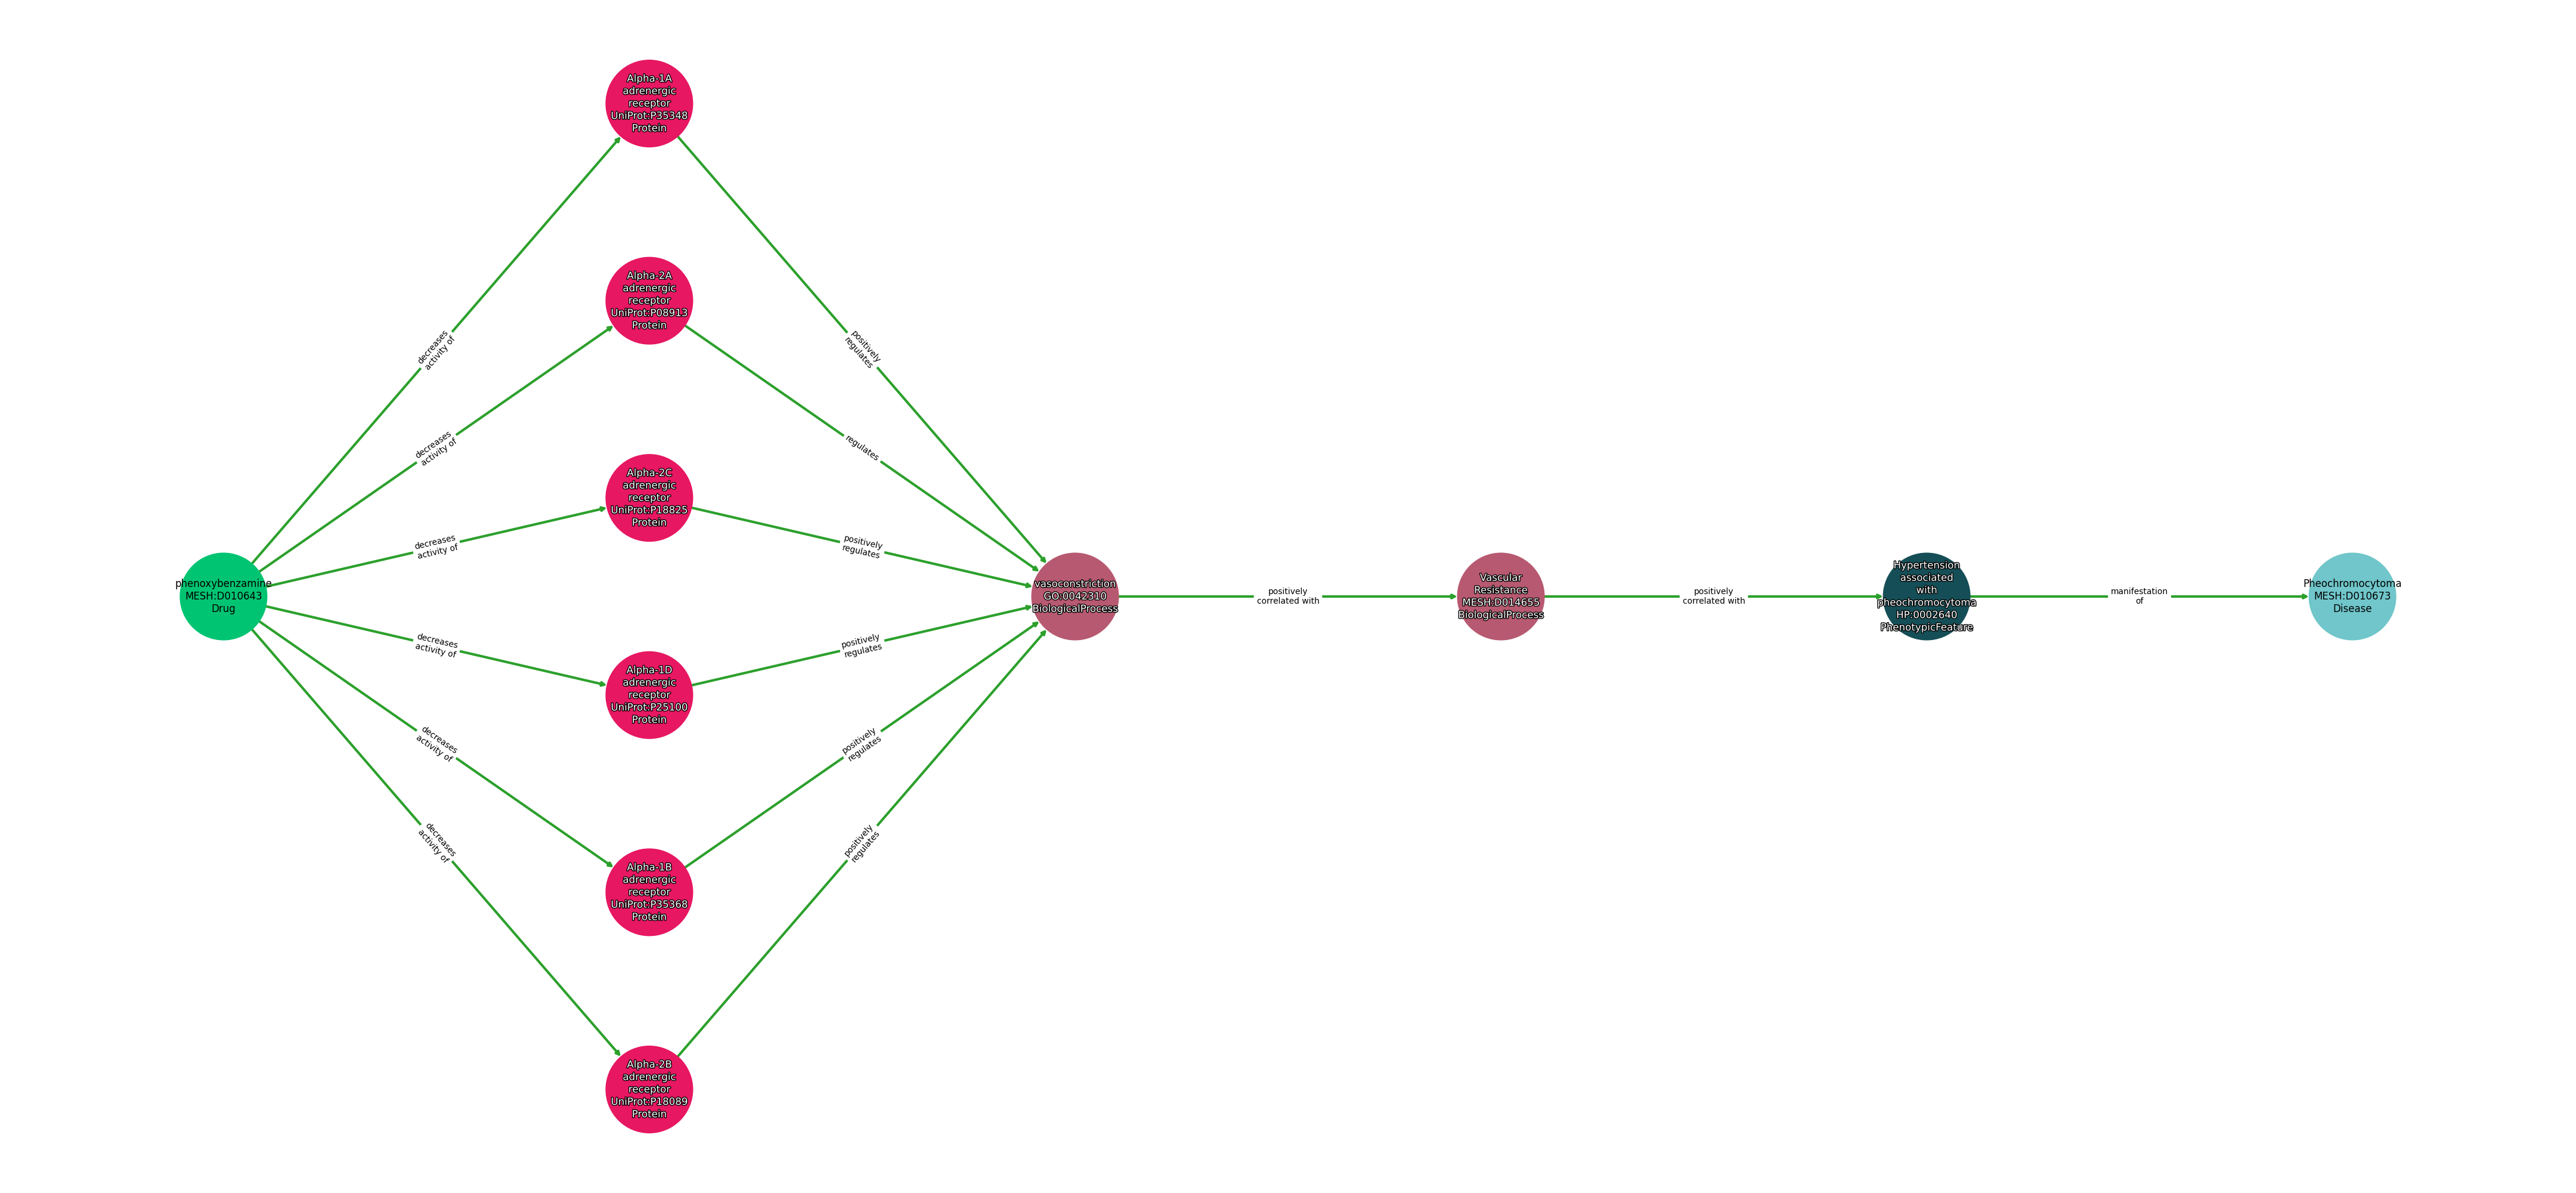 Alpha-1A
adrenergic
receptor
UniProt:P35348
Protein
Alpha-2A
adrenergic
receptor
UniProt:P08913
Protein
decreases
activity of
positively
regulates
decreases
activity of
regulates
Alpha-2C
adrenergic
receptor
UniProt:P18825
Protein
decreases
activity of
positively
regulates
phenoxybenzamine
MESH:D010643
Drug
vasoconstriction
GO:0042310
BiologicalProcess
positively
correlated with
Vascular
Resistance
MESH:D014655
BiologicalProcess
positively
correlated with
Hypertension
associated
with
pheochromocytoma
HP:0002640
PhenotypicFeature
manifestation
of
Pheochromocytoma
MESH:D010673
Disease
decreases
activity of
positively
regulates
Alpha-1D
adrenergic
receptor
UniProt:P25100
Protein
decreases
activity of
positively
regulates
decreases
activity of
positively
regulates
Alpha-1B
adrenergic
receptor
UniProt:P35368
Protein
Alpha-2B
adrenergic
receptor
UniProt:P18089
Protein